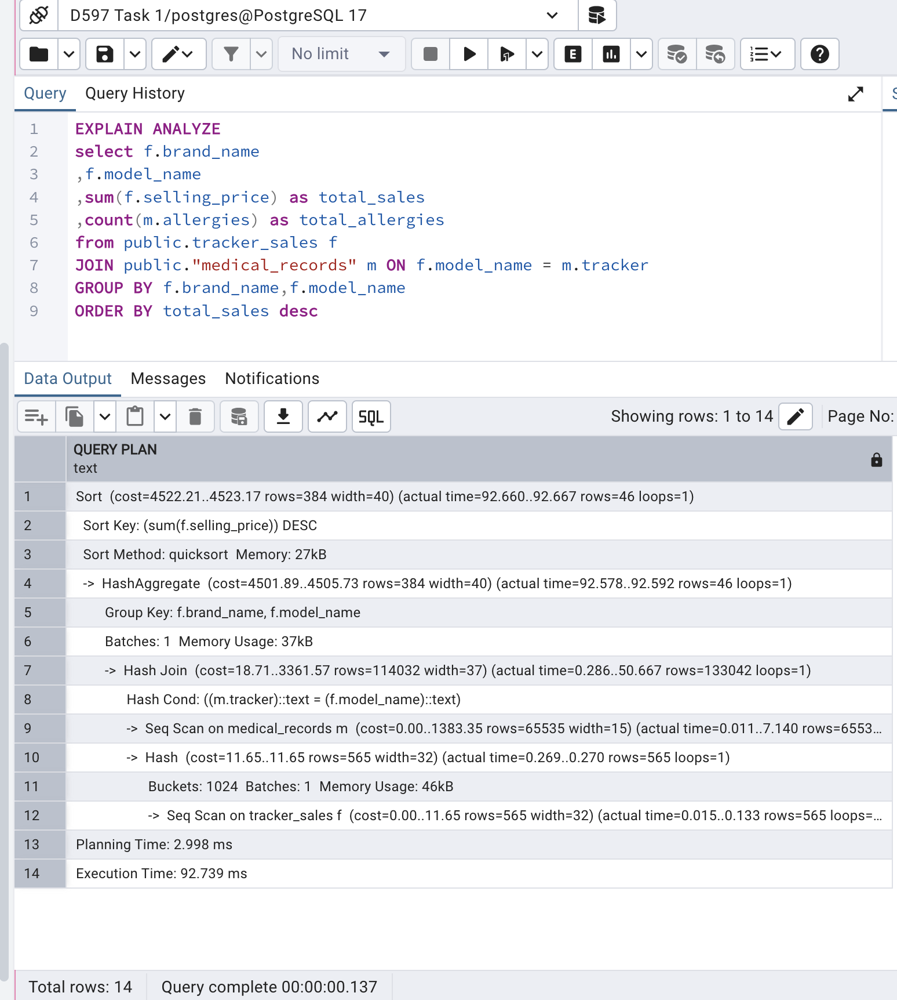 D597 Task 1/postgres@PostgreSQL 17
No limit
E
Query Query History
1 EXPLAIN ANALYZE
2 select f.brand_name
3 ,f.model_name
4 ,sum(f.selling_price) as total_sales
5 ,count(m.allergies) as total_allergies
6 from public.tracker_sales f
7 JOIN public."medical_records" m ON f.model_name = m.tracker
8 GROUP BY f.brand_name,f.model_name
9 ORDER BY total_sales desc
Data Output Messages Notifications
SQL Showing rows: 1 to 14 Page No:
QUERY PLAN
text
1 Sort (cost=4522.21..4523.17 rows=384 width=40) (actual time=92.660..92.667 rows=46 loops=1)
2 Sort Key: (sum(f.selling_price)) DESC
3 Sort Method: quicksort Memory: 27kB
4 -> HashAggregate (cost=4501.89..4505.73 rows=384 width=40) (actual time=92.578..92.592 rows=46 loops=1)
5 Group Key: f.brand_name, f.model_name
6 Batches: 1 Memory Usage: 37kB
7 -> Hash Join (cost=18.71..3361.57 rows=114032 width=37) (actual time=0.286..50.667 rows=133042 loops=1)
8 Hash Cond: ((m.tracker)::text = (f.model_name)::text)
9 -> Seq Scan on medical_records m (cost=0.00..1383.35 rows=65535 width=15) (actual time=0.011..7.140 rows=6553...
10 -> Hash (cost=11.65..11.65 rows=565 width=32) (actual time=0.269..0.270 rows=565 loops=1)
11 Buckets: 1024 Batches: 1 Memory Usage: 46kB
12 -> Seq Scan on tracker_sales f (cost=0.00..11.65 rows=565 width=32) (actual time=0.015..0.133 rows=565 loops=...
13 Planning Time: 2.998 ms
14 Execution Time: 92.739 ms
Total rows: 14 Query complete 00:00:00.137